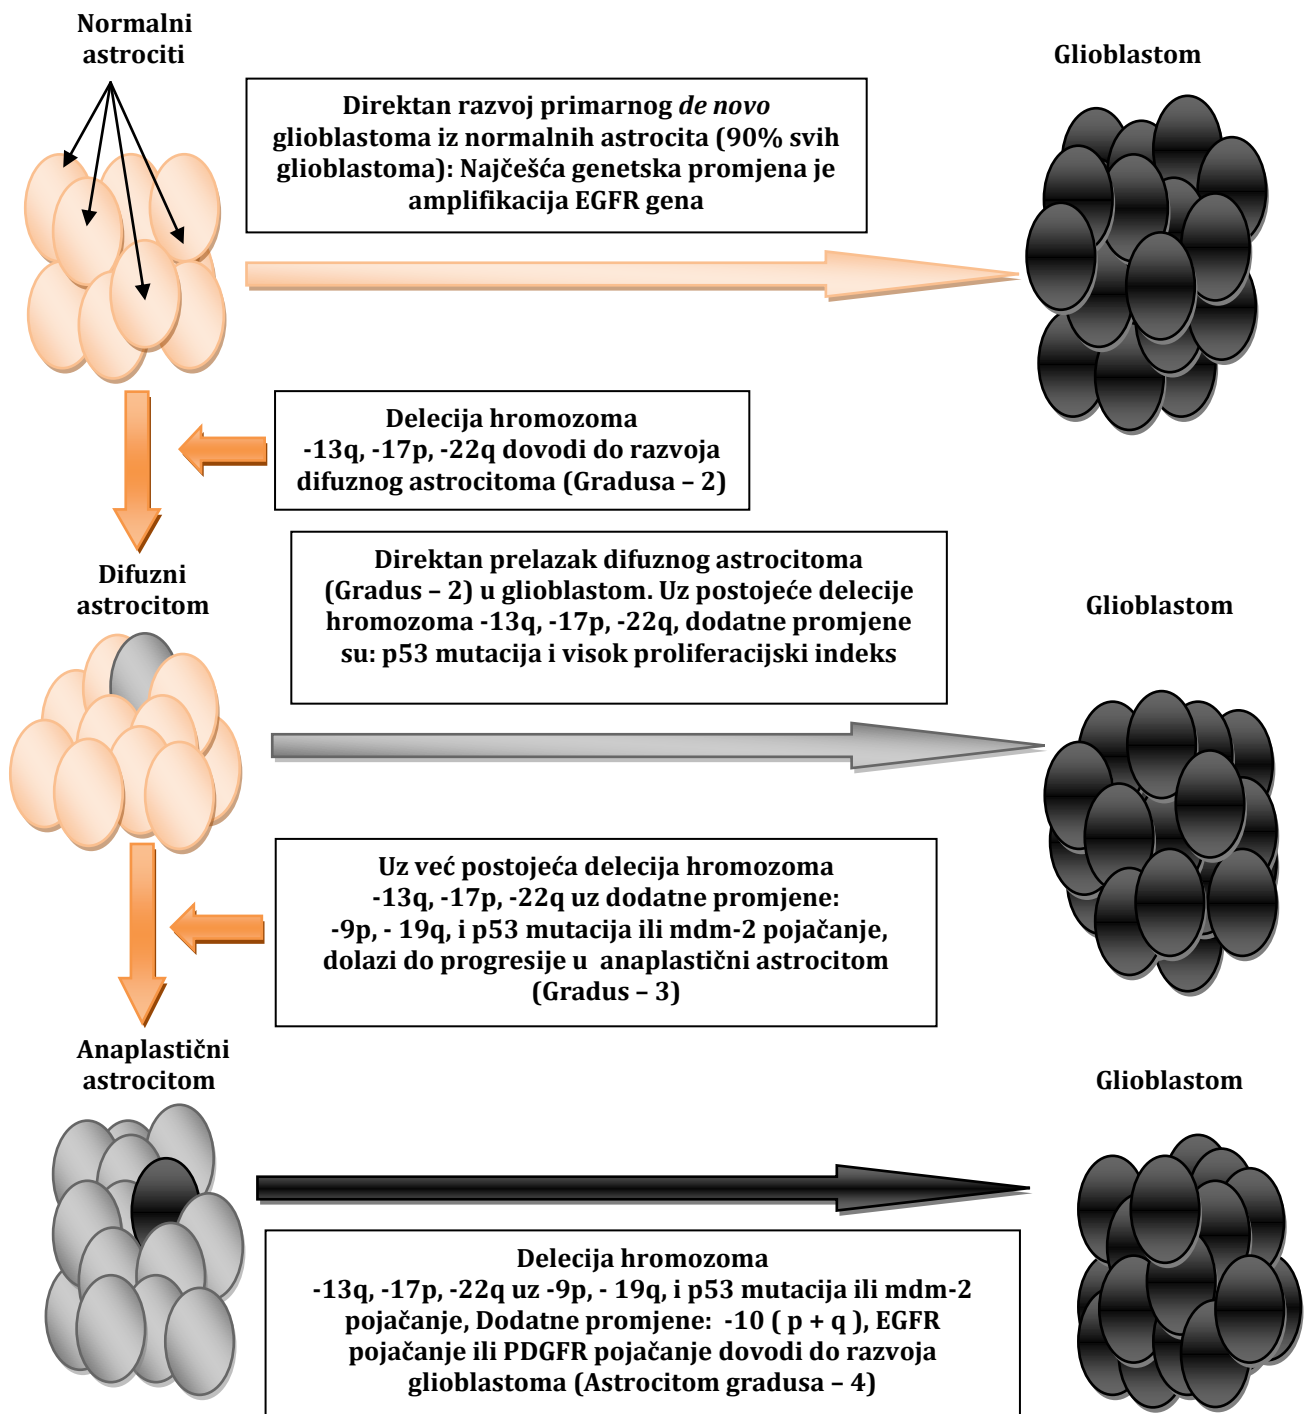 Normalni
astrociti
Glioblastom
Direktan razvoj primarnog de novo
glioblastoma iz normalnih astrocita (90% svih
glioblastoma): Najčešća genetska promjena je
amplifikacija EGFR gena
Delecija hromozoma
-13q, -17p, -22q dovodi do razvoja
difuznog astrocitoma (Gradusa – 2)
Difuzni
astrocitom
Direktan prelazak difuznog astrocitoma
(Gradus – 2) u glioblastom. Uz postojeće delecije
hromozoma -13q, -17p, -22q, dodatne promjene
su: p53 mutacija i visok proliferacijski indeks
Glioblastom
Uz već postojeća delecija hromozoma
-13q, -17p, -22q uz dodatne promjene:
-9p, - 19q, i p53 mutacija ili mdm-2 pojačanje,
dolazi do progresije u anaplastični astrocitom
(Gradus – 3)
Anaplastični
astrocitom
Glioblastom
Delecija hromozoma
-13q, -17p, -22q uz -9p, - 19q, i p53 mutacija ili mdm-2
pojačanje, Dodatne promjene: -10 ( p + q ), EGFR
pojačanje ili PDGFR pojačanje dovodi do razvoja
glioblastoma (Astrocitom gradusa – 4)